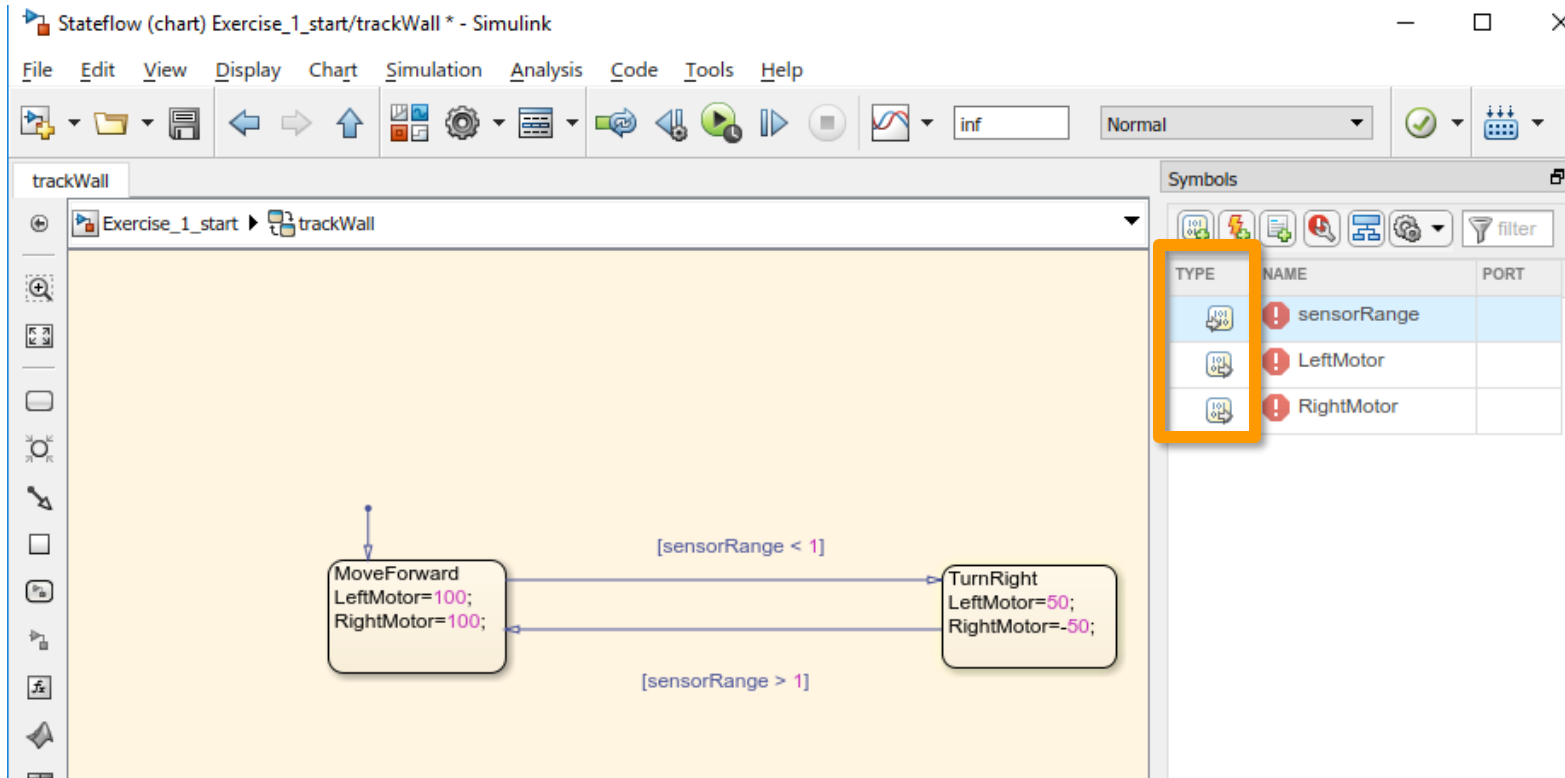 Stateflow (chart) Exercise_1_start/trackWall * - Simulink
File Edit View Display Chart Simulation Analysis Code Tools Help
inf Normal
trackWall
Symbols
Exercise_1_start trackWall
filter
TYPE NAME PORT
sensorRange
LeftMotor
RightMotor
[sensorRange < 1]
MoveForward
LeftMotor=100;
RightMotor=100;
TurnRight
LeftMotor=50;
RightMotor=-50;
[sensorRange > 1]